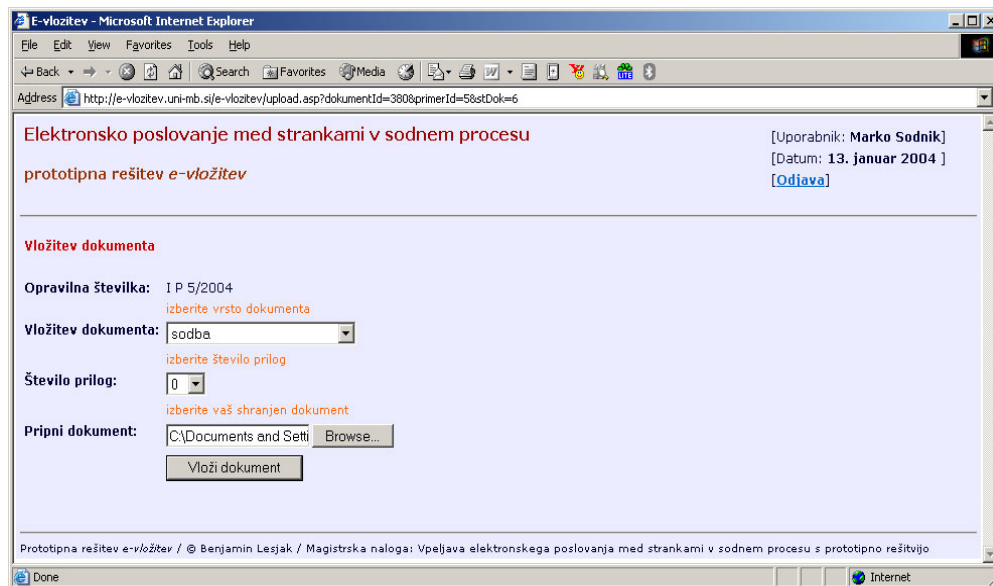 E-vlozitev - Microsoft Internet Explorer
File Edit View Favorites Tools Help
Back Search Favorites Media
Address http://e-vlozitev.uni-mb.si/e-vlozitev/upload.asp?dokumentId=380&primerId=5&stDok=6
Elektronsko poslovanje med strankami v sodnem procesu
[Uporabnik: Marko Sodnik]
[Datum: 13. januar 2004 ]
prototipna rešitev e-vložitev
[Odjava]
Vložitev dokumenta
Opravilna številka: I P 5/2004
izberite vrsto dokumenta
Vložitev dokumenta: sodba
izberite število prilog
Število prilog: 0
izberite vaš shranjen dokument
Pripni dokument: C:\Documents and Setti Browse...
Vloži dokument
Prototipna rešitev e-vložitev / © Benjamin Lesjak / Magistrska naloga: Vpeljava elektronskega poslovanja med strankami v sodnem procesu s prototipno rešitvijo
Done Internet